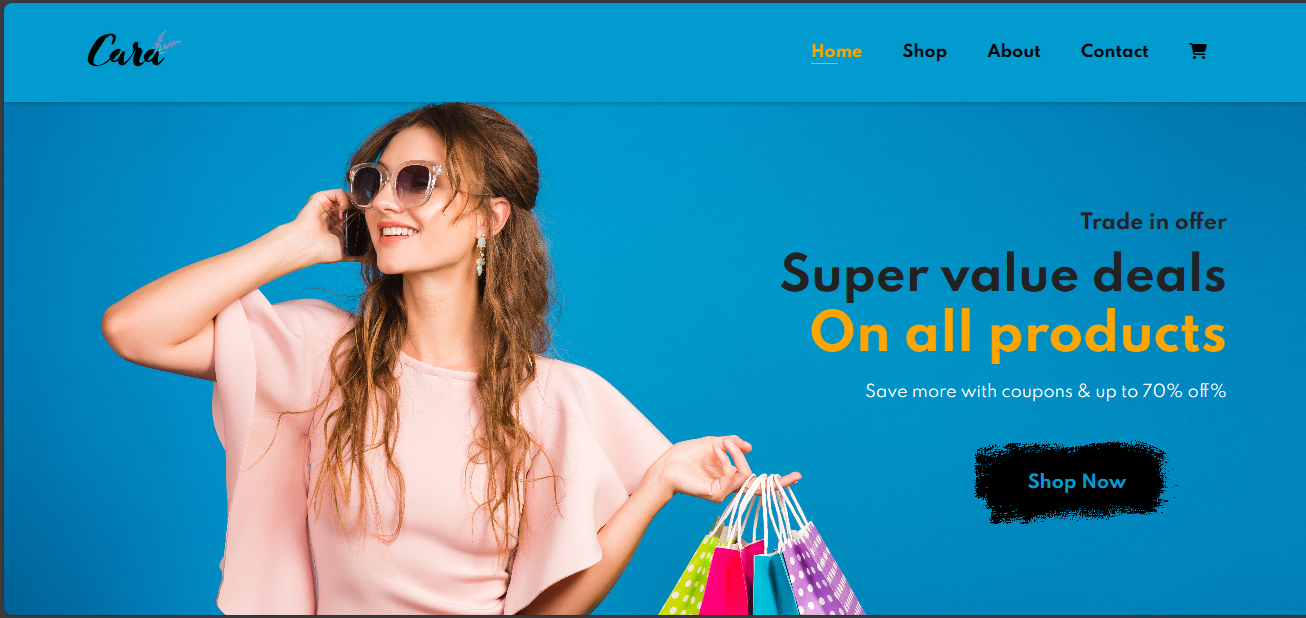 Cara
Home Shop About Contact
Trade in offer
Super value deals
On all products
Save more with coupons & up to 70% off%
Shop Now